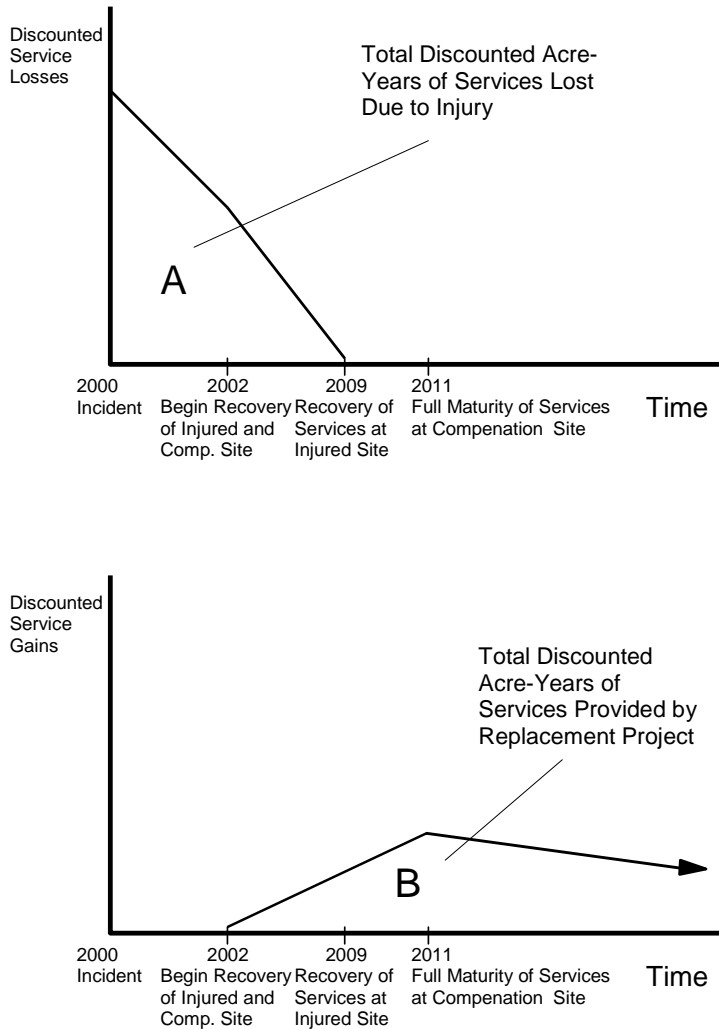 Discounted
Service
Losses
Total Discounted Acre-
Years of Services Lost
Due to Injury
A
2000
Incident
2002
Begin Recovery
of Injured and
Comp. Site
2009
Recovery of
Services at
Injured Site
2011
Full Maturity of Services
at Compenation Site
Time
Discounted
Service
Gains
Total Discounted
Acre-Years of
Services Provided by
Replacement Project
B
2000
Incident
2002
Begin Recovery
of Injured and
Comp. Site
2009
Recovery of
Services at
Injured Site
2011
Full Maturity of Services
at Compenation Site
Time